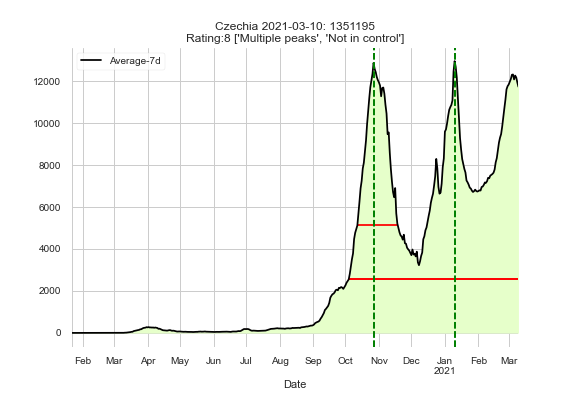 Czechia 2021-03-10: 1351195
Rating:8 ['Multiple peaks', 'Not in control']
Average-7d
12000
10000
8000
6000
4000
2000
0
Feb Mar Apr May Jun Jul Aug Sep Oct Nov Dec Jan Feb Mar
2021
Date